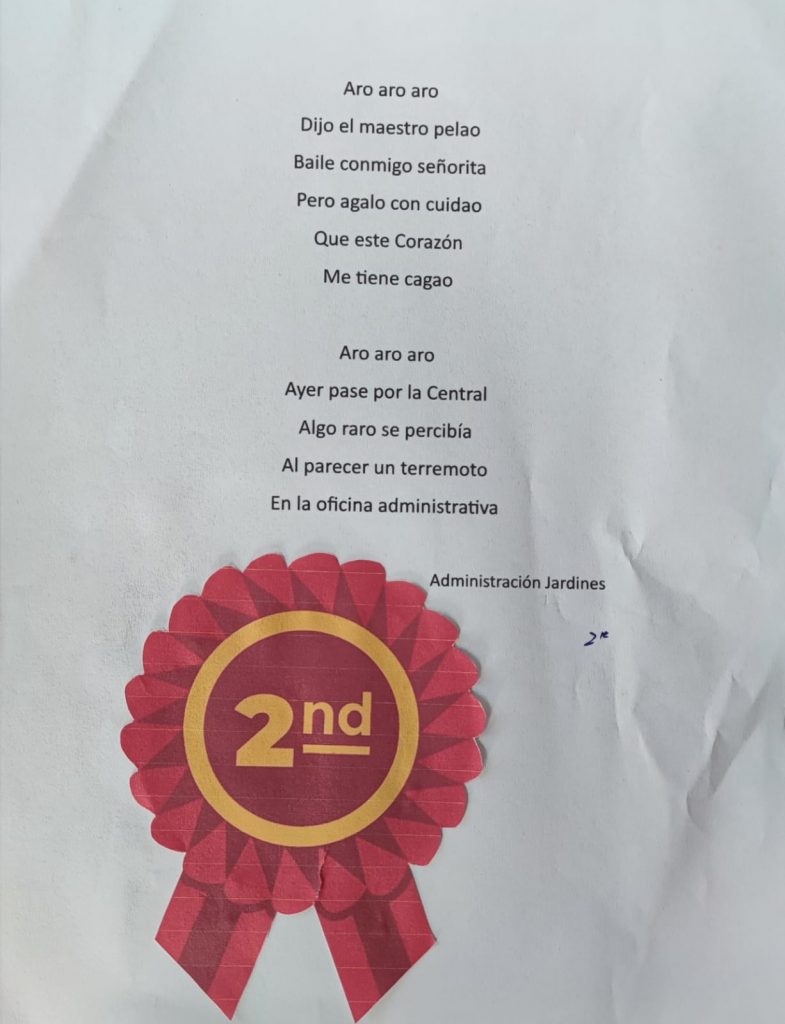 Aro aro aro
Dijo el maestro pelao
Baile conmigo señorita
Pero agalo con cuidao
Que este Corazón
Me tiene cagao
Aro aro aro
Ayer pase por la Central
Algo raro se percibía
Al parecer un terremoto
En la oficina administrativa
Administración Jardines
2nd